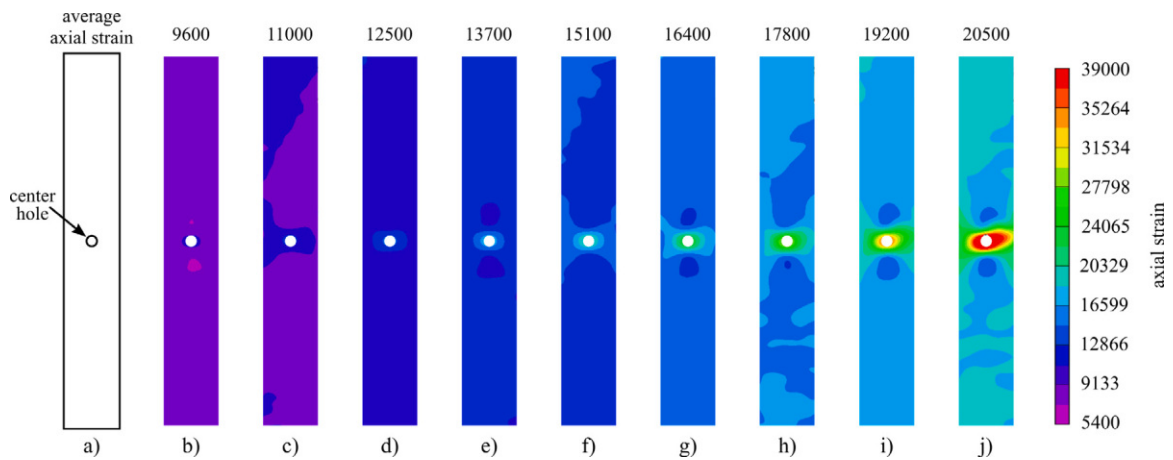 average
axial strain
9600
11000
12500
13700
15100
16400
17800
19200
20500
center
hole
39000
35264
31534
27798
24065
20329
16599
12866
9133
5400
axial strain
a)
b)
c)
d)
e)
f)
g)
h)
i)
j)